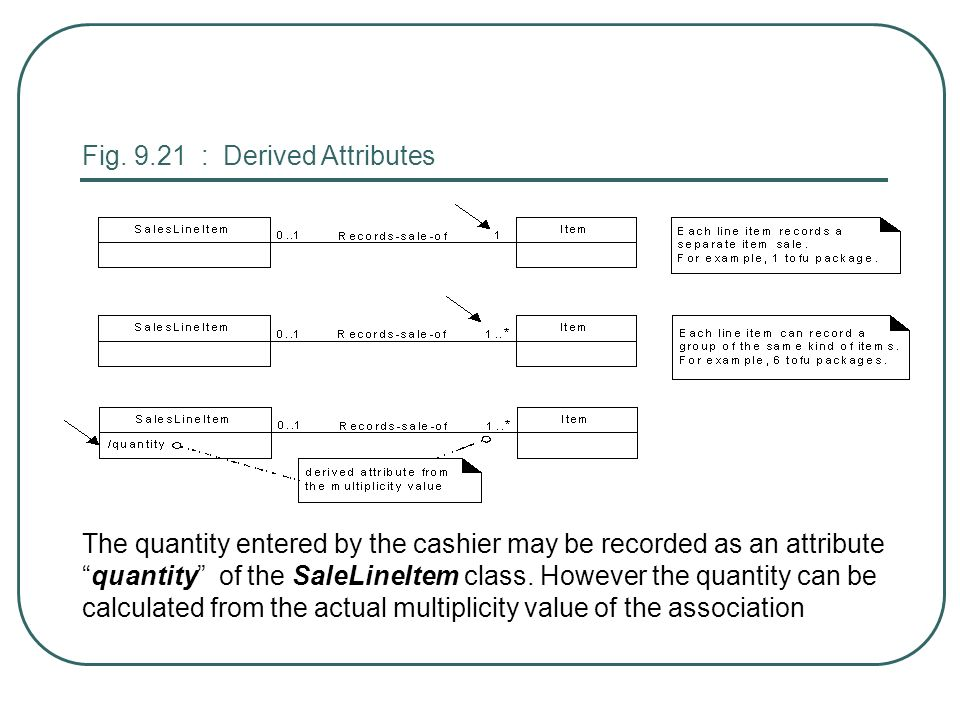 Fig. 9.21 : Derived Attributes
SalesLineItem
0..1
Records-sale-of
1
Item
Each line item records a
separate item sale.
For example, 1 tofu package.
SalesLineItem
0..1
Records-sale-of
1..*
Item
Each line item can record a
group of the same kind of items.
For example, 6 tofu packages.
SalesLineItem
0..1
Records-sale-of
1..*
Item
/quantity
derived attribute from
the multiplicity value
The quantity entered by the cashier may be recorded as an attribute
“quantity” of the SaleLineItem class. However the quantity can be
calculated from the actual multiplicity value of the association